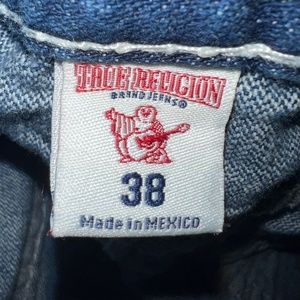 TRUE RELIGION
BRAND JEANS®
38
Made in MEXICO